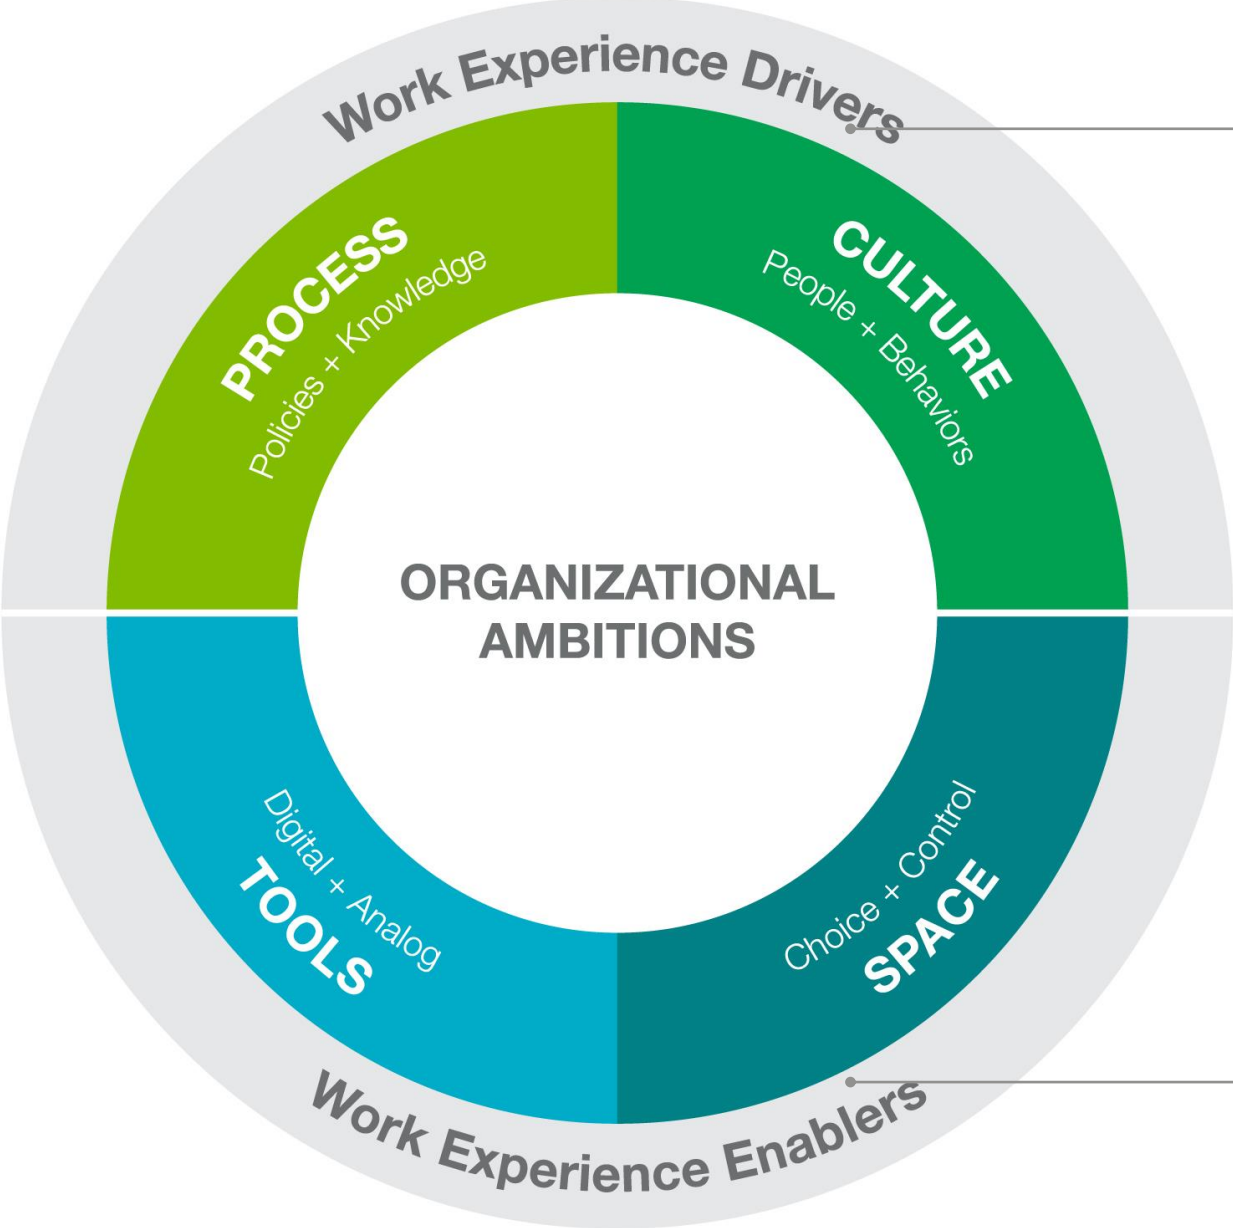 Work Experience Drivers
PROCESS
Policies + Knowledge
CULTURE
People + Behaviors
ORGANIZATIONAL
AMBITIONS
Digital + Analog
TOOLS
Choice + Control
SPACE
Work Experience Enablers